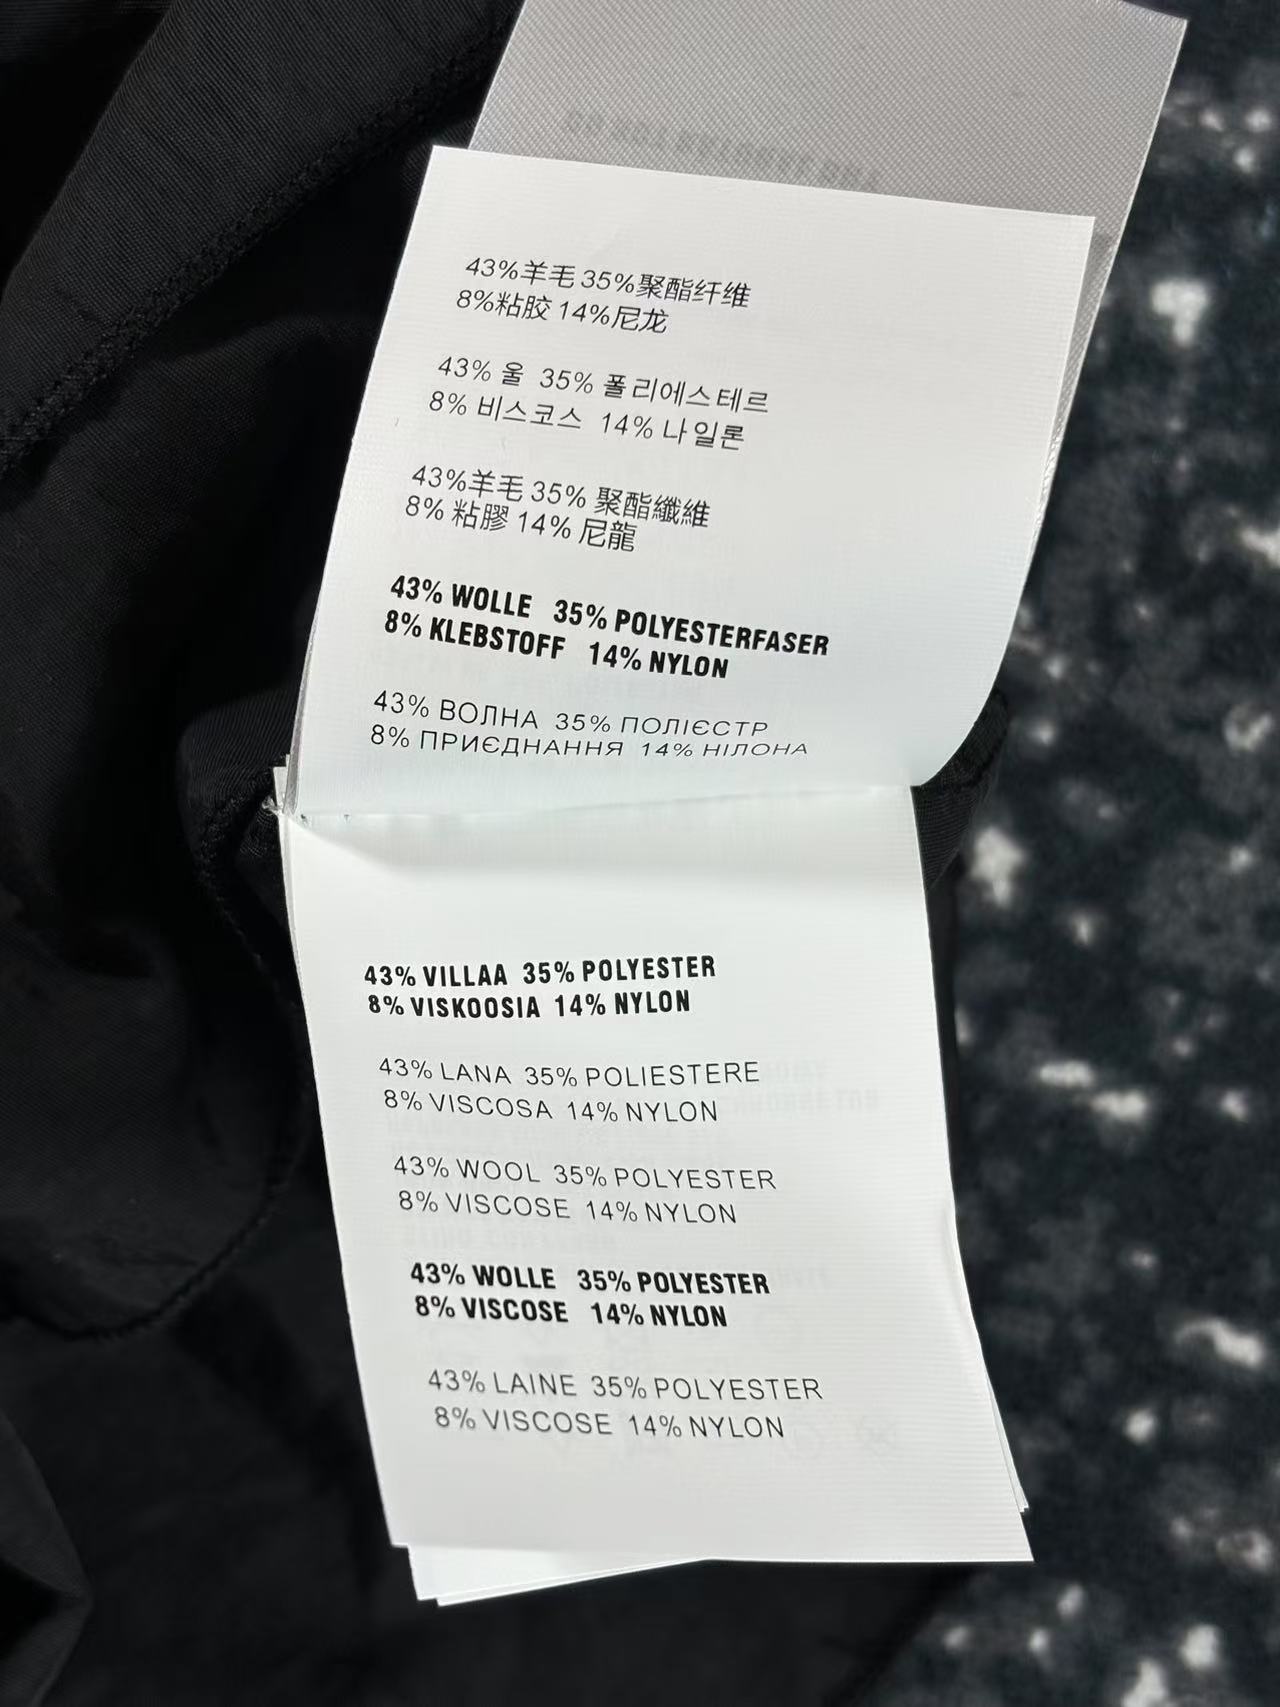 43%羊毛 35%聚酯纤维
8%粘胶 14%尼龙
43% 울 35% 폴리에스테르
8% 비스코스 14% 나일론
43%羊毛 35% 聚酯纖維
8% 粘膠 14% 尼龍
43% WOLLE 35% POLYESTERFASER
8% KLEBSTOFF 14% NYLON
43% ВОЛНА 35% ПОЛІЄСТР
8% ПРИЄДНАННЯ 14% НІЛОНА
43% VILLAA 35% POLYESTER
8% VISKOOSIA 14% NYLON
43% LANA 35% POLIESTERE
8% VISCOSA 14% NYLON
43% WOOL 35% POLYESTER
8% VISCOSE 14% NYLON
43% WOLLE 35% POLYESTER
8% VISCOSE 14% NYLON
43% LAINE 35% POLYESTER
8% VISCOSE 14% NYLON